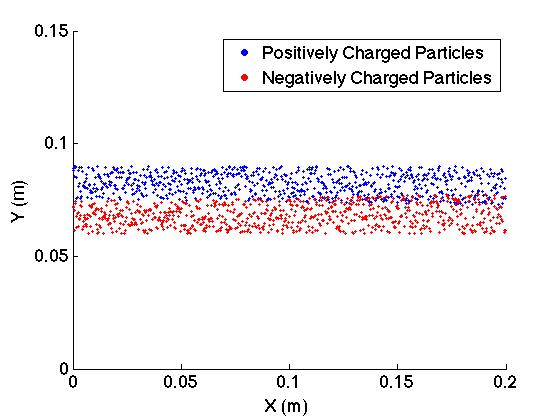 0.15
Positively Charged Particles
Negatively Charged Particles
0.1
Y (m)
0.05
0
0 0.05 0.1 0.15 0.2
X (m)